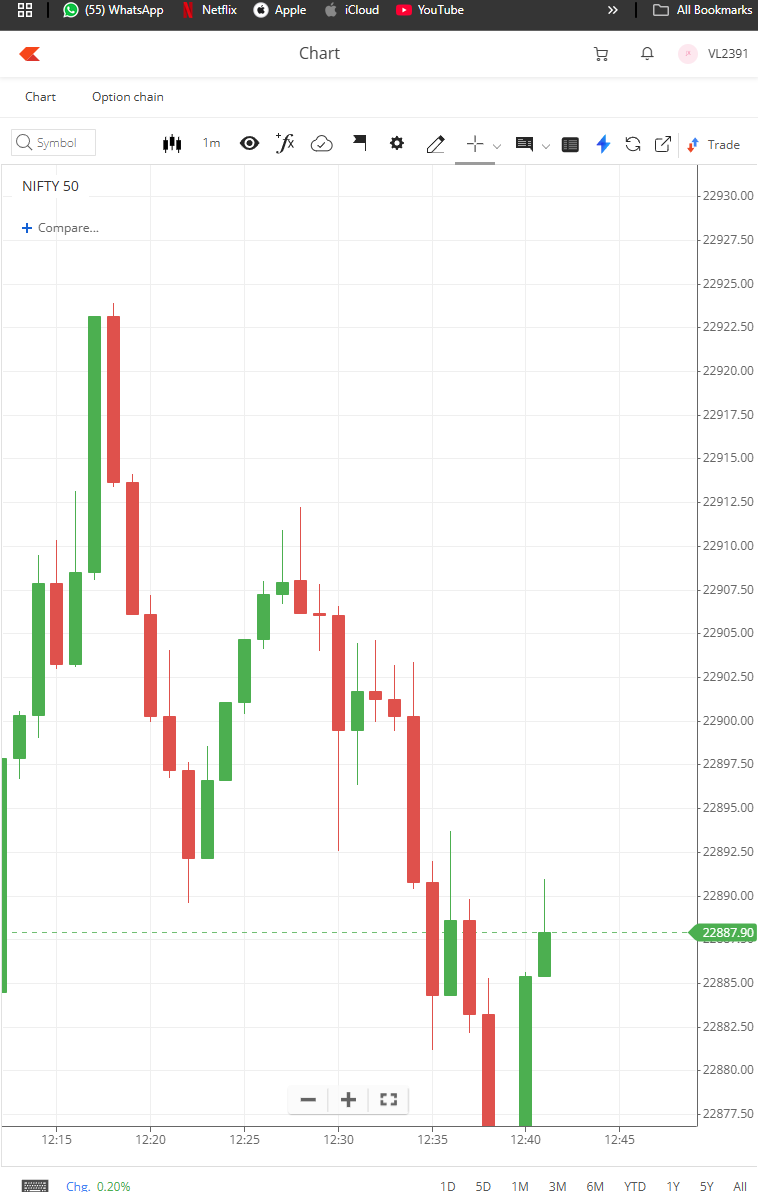 (55) WhatsApp Netflix Apple iCloud YouTube » All Bookmarks
Chart VL2391
Chart Option chain
Symbol 1m Trade
NIFTY 50
+ Compare...
22930.00
22927.50
22925.00
22922.50
22920.00
22917.50
22915.00
22912.50
22910.00
22907.50
22905.00
22902.50
22900.00
22897.50
22895.00
22892.50
22890.00
22887.90
22885.00
22882.50
22880.00
22877.50
12:15 12:20 12:25 12:30 12:35 12:40 12:45
Chg. 0.20% 1D 5D 1M 3M 6M YTD 1Y 5Y All